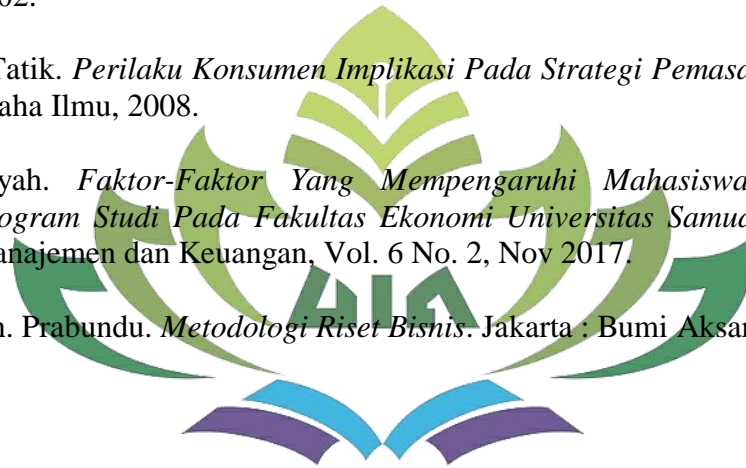 02.
Tatik. Perilaku Konsumen Implikasi Pada Strategi Pemasa
aha Ilmu, 2008.
yah. Faktor-Faktor Yang Mempengaruhi Mahasiswa
ogram Studi Pada Fakultas Ekonomi Universitas Samud
anajemen dan Keuangan, Vol. 6 No. 2, Nov 2017.
UIN
n. Prabundu. Metodologi Riset Bisnis. Jakarta : Bumi Aksar